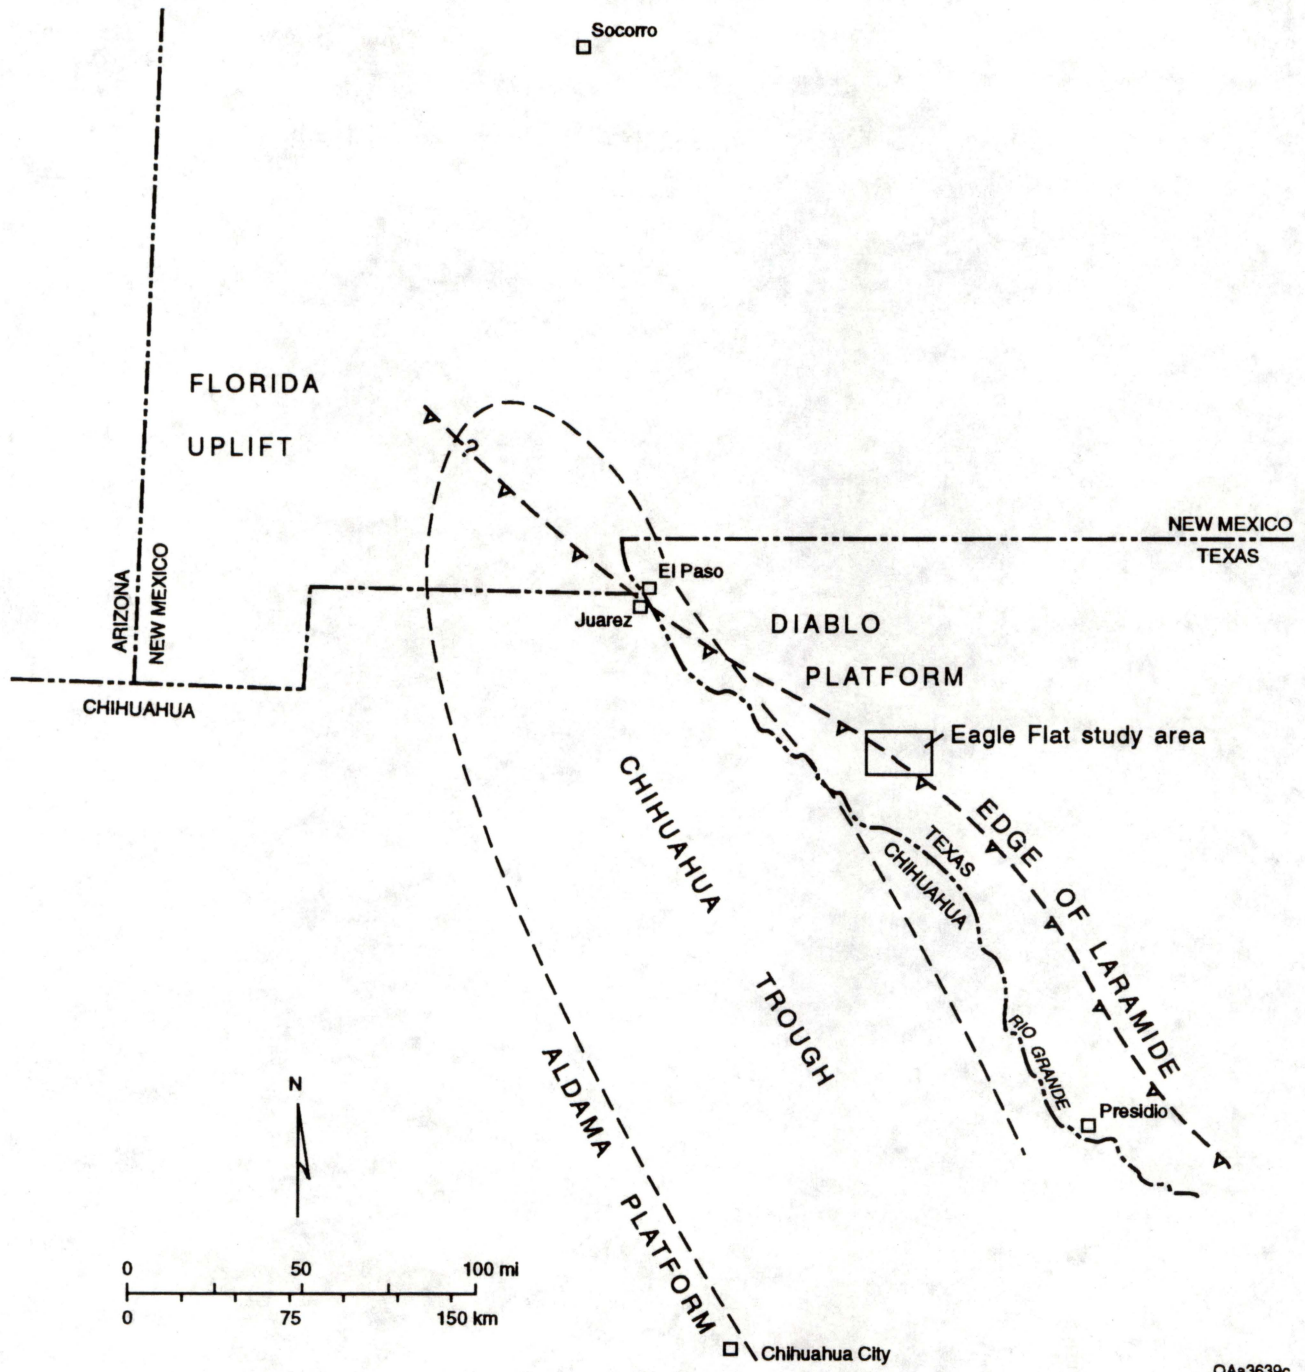 Socorro
FLORIDA
UPLIFT
?
NEW MEXICO
TEXAS
ARIZONA
NEW MEXICO
El Paso
Juarez
DIABLO
PLATFORM
CHIHUAHUA
Eagle Flat study area
CHIHUAHUA
TROUGH
EDGE OF LARAMIDE
TEXAS
CHIHUAHUA
RIO GRANDE
Presidio
ALDAMA
PLATFORM
N
0 50 100 mi
0 75 150 km
Chihuahua City
QAa3639c